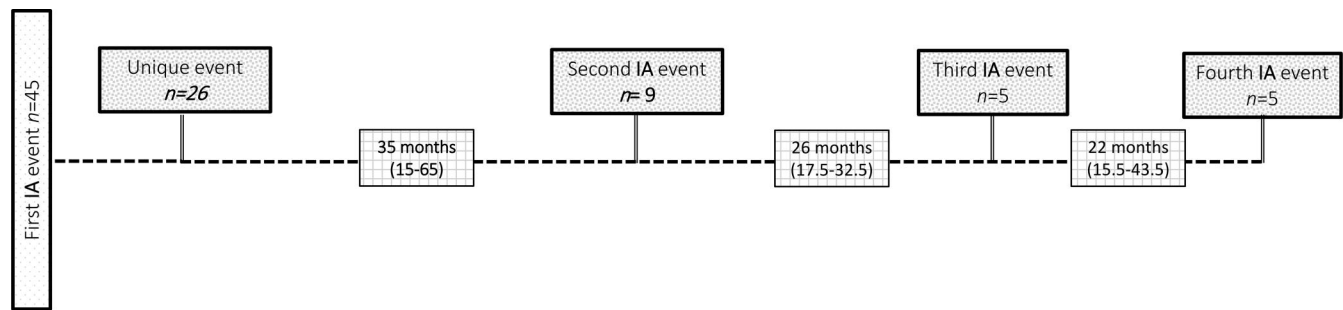 First IA event n=45
Unique event
n=26
35 months
(15-65)
Second IA event
n= 9
26 months
(17.5-32.5)
Third IA event
n=5
22 months
(15.5-43.5)
Fourth IA event
n=5